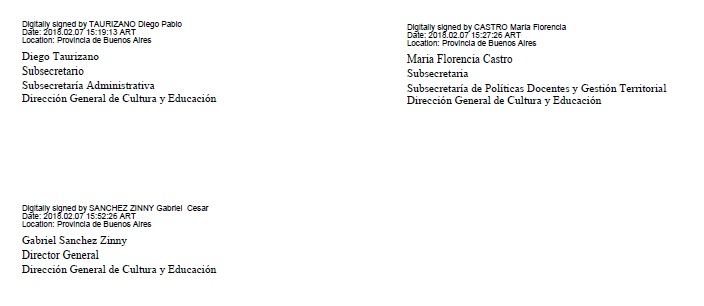 Digitally signed by TAURIZANO Diego Pablo
Date: 2018.02.07 15:19:13 ART
Location: Provincia de Buenos Aires
Diego Taurizano
Subsecretario
Subsecretaría Administrativa
Dirección General de Cultura y Educación
Digitally signed by CASTRO Maria Florencia
Date: 2018.02.07 15:27:26 ART
Location: Provincia de Buenos Aires
Maria Florencia Castro
Subsecretaria
Subsecretaría de Políticas Docentes y Gestión Territorial
Dirección General de Cultura y Educación
Digitally signed by SANCHEZ ZINNY Gabriel Cesar
Date: 2018.02.07 15:52:26 ART
Location: Provincia de Buenos Aires
Gabriel Sanchez Zinny
Director General
Dirección General de Cultura y Educación